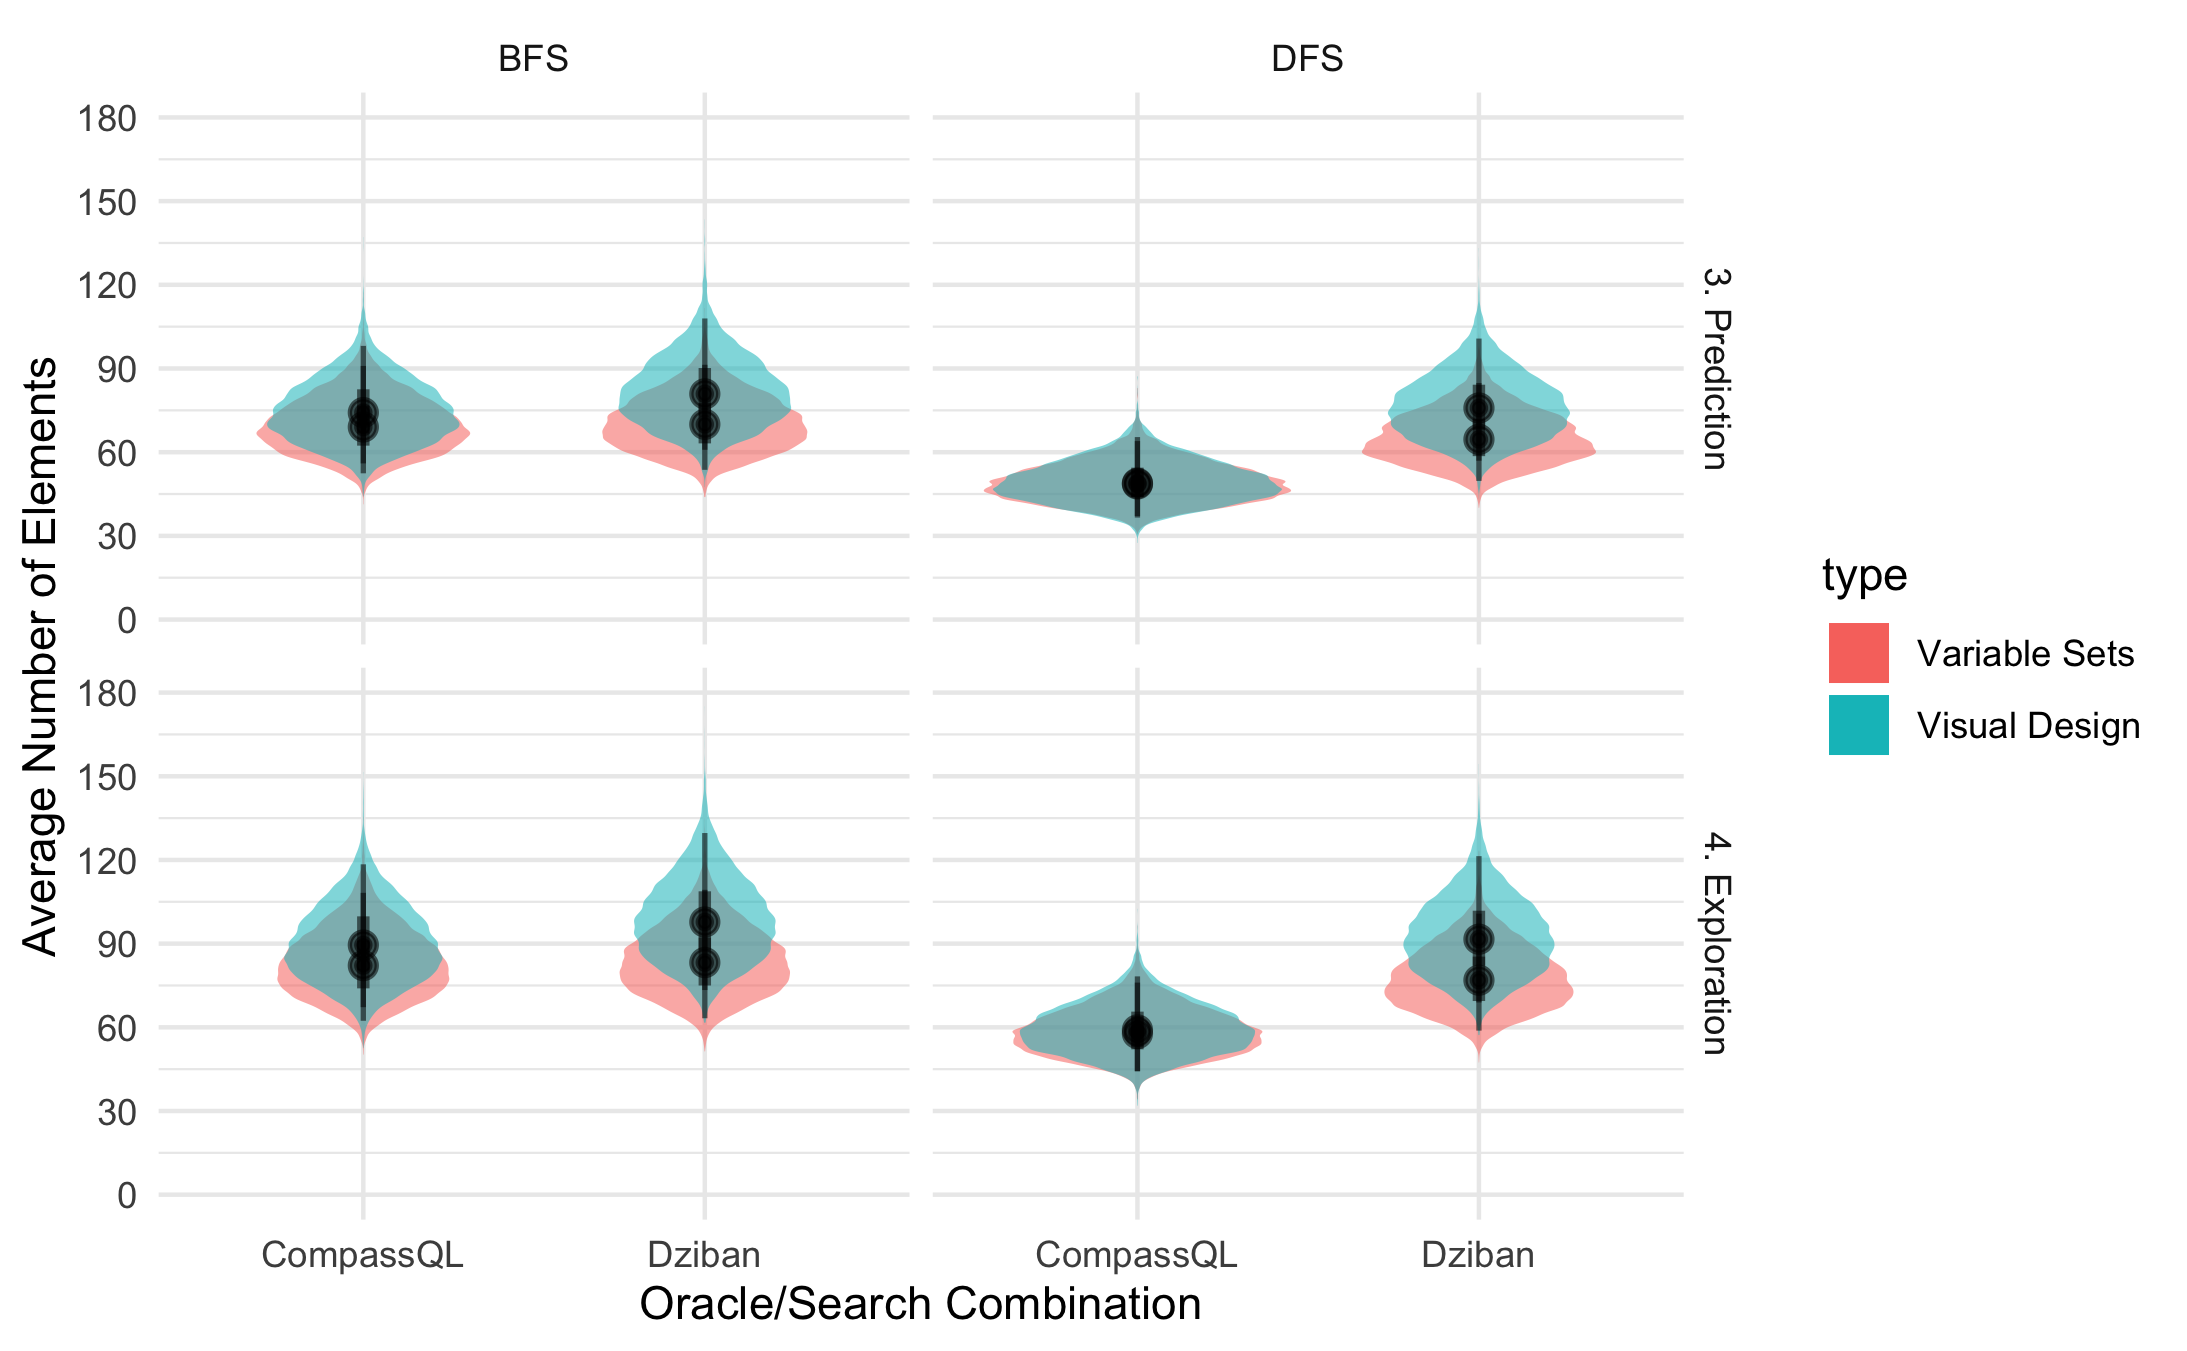 BFS
DFS
180
150
120
90
60
30
0
3. Prediction
180
150
120
90
60
30
0
4. Exploration
Average Number of Elements
CompassQL
Dziban
CompassQL
Dziban
Oracle/Search Combination
type
Variable Sets
Visual Design